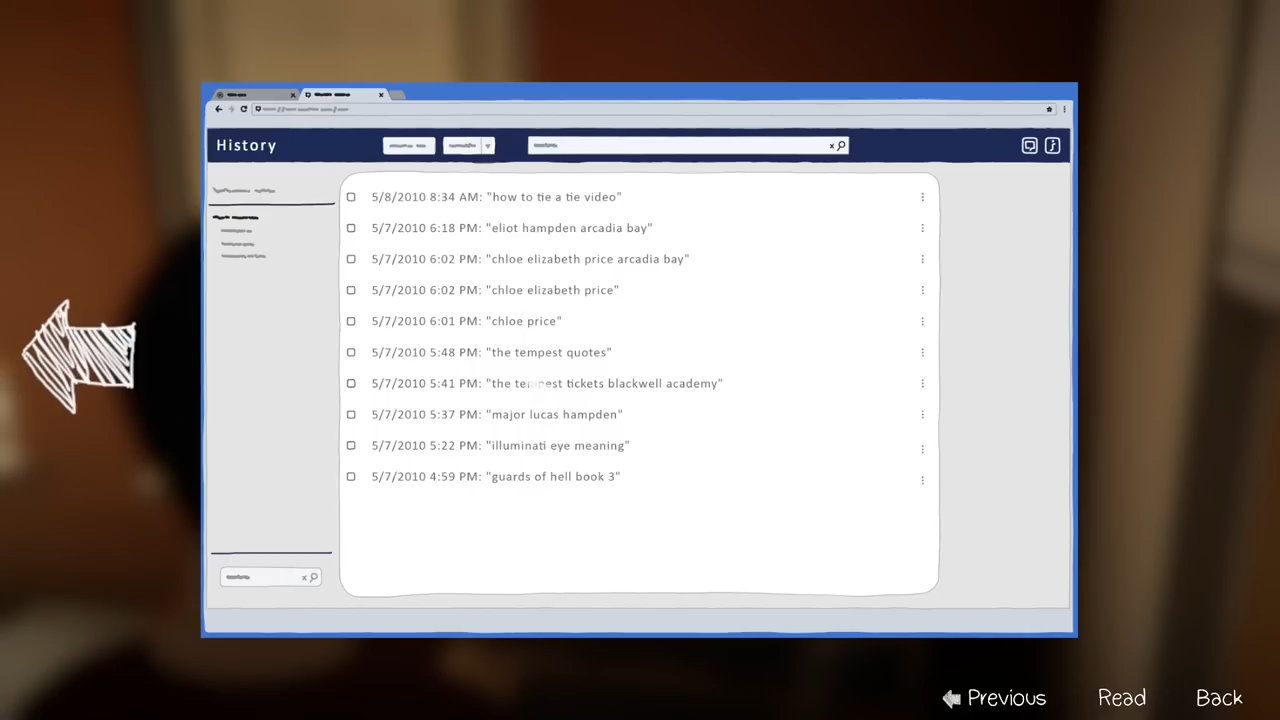 History
5/8/2010 8:34 AM: "how to tie a tie video"
5/7/2010 6:18 PM: "eliot hampden arcadia bay"
5/7/2010 6:02 PM: "chloe elizabeth price arcadia bay"
5/7/2010 6:02 PM: "chloe elizabeth price"
5/7/2010 6:01 PM: "chloe price"
5/7/2010 5:48 PM: "the tempest quotes"
5/7/2010 5:41 PM: "the tempest tickets blackwell academy"
5/7/2010 5:37 PM: "major lucas hampden"
5/7/2010 5:22 PM: "illuminati eye meaning"
5/7/2010 4:59 PM: "guards of hell book 3"
Previous Read Back